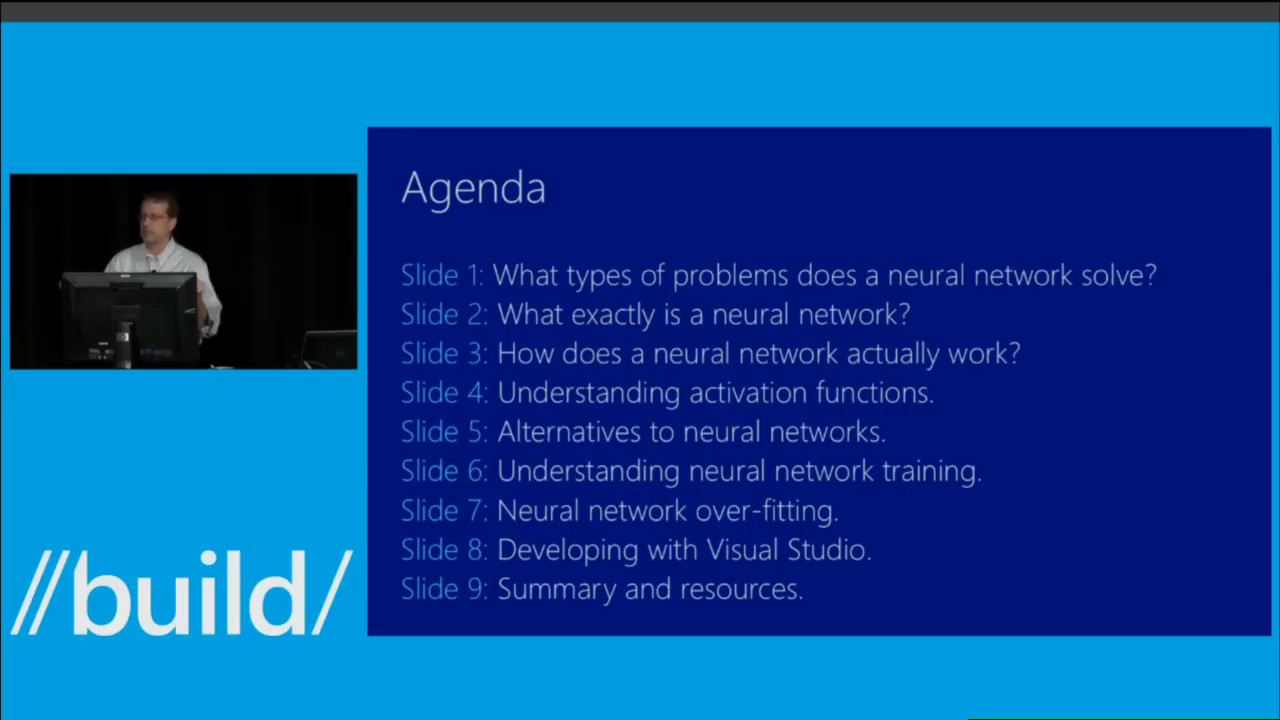 Agenda
Slide 1: What types of problems does a neural network solve?
Slide 2: What exactly is a neural network?
Slide 3: How does a neural network actually work?
Slide 4: Understanding activation functions.
Slide 5: Alternatives to neural networks.
Slide 6: Understanding neural network training.
Slide 7: Neural network over-fitting.
Slide 8: Developing with Visual Studio.
Slide 9: Summary and resources.
//build/